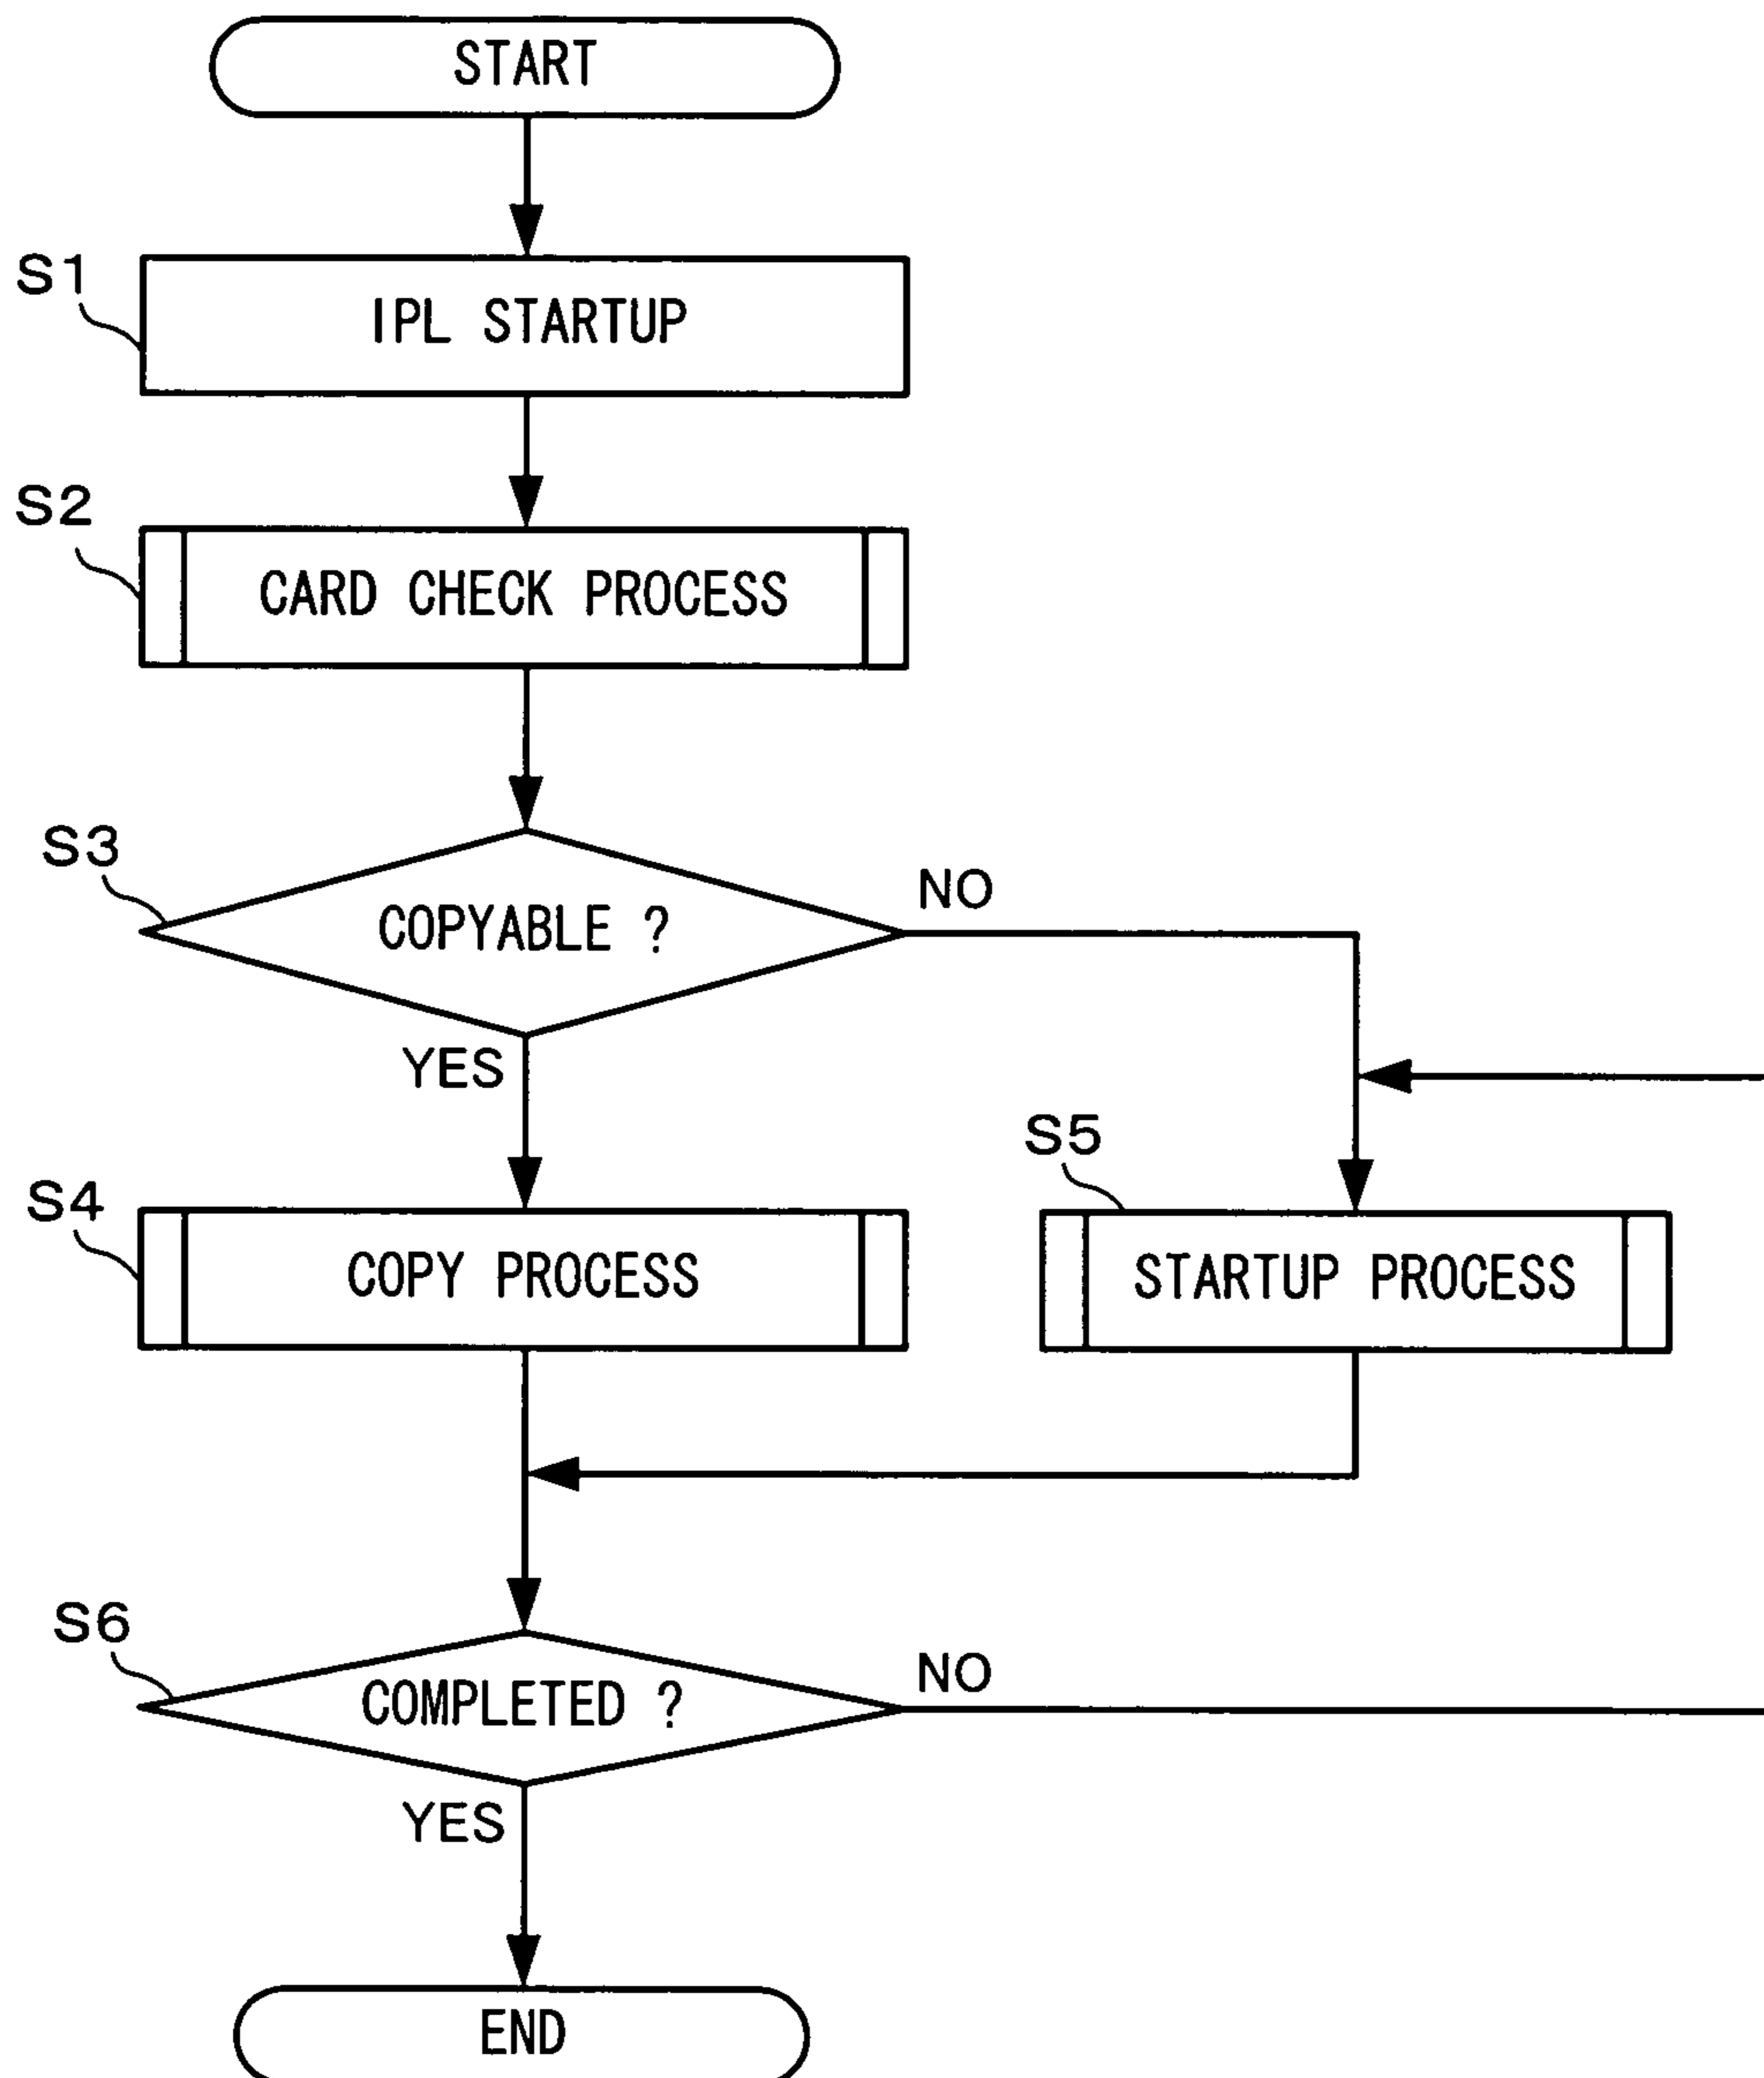 START
S1
IPL STARTUP
S2
CARD CHECK PROCESS
S3
COPYABLE ?
NO
YES
S5
S4
COPY PROCESS
STARTUP PROCESS
S6
COMPLETED ?
NO
YES
END